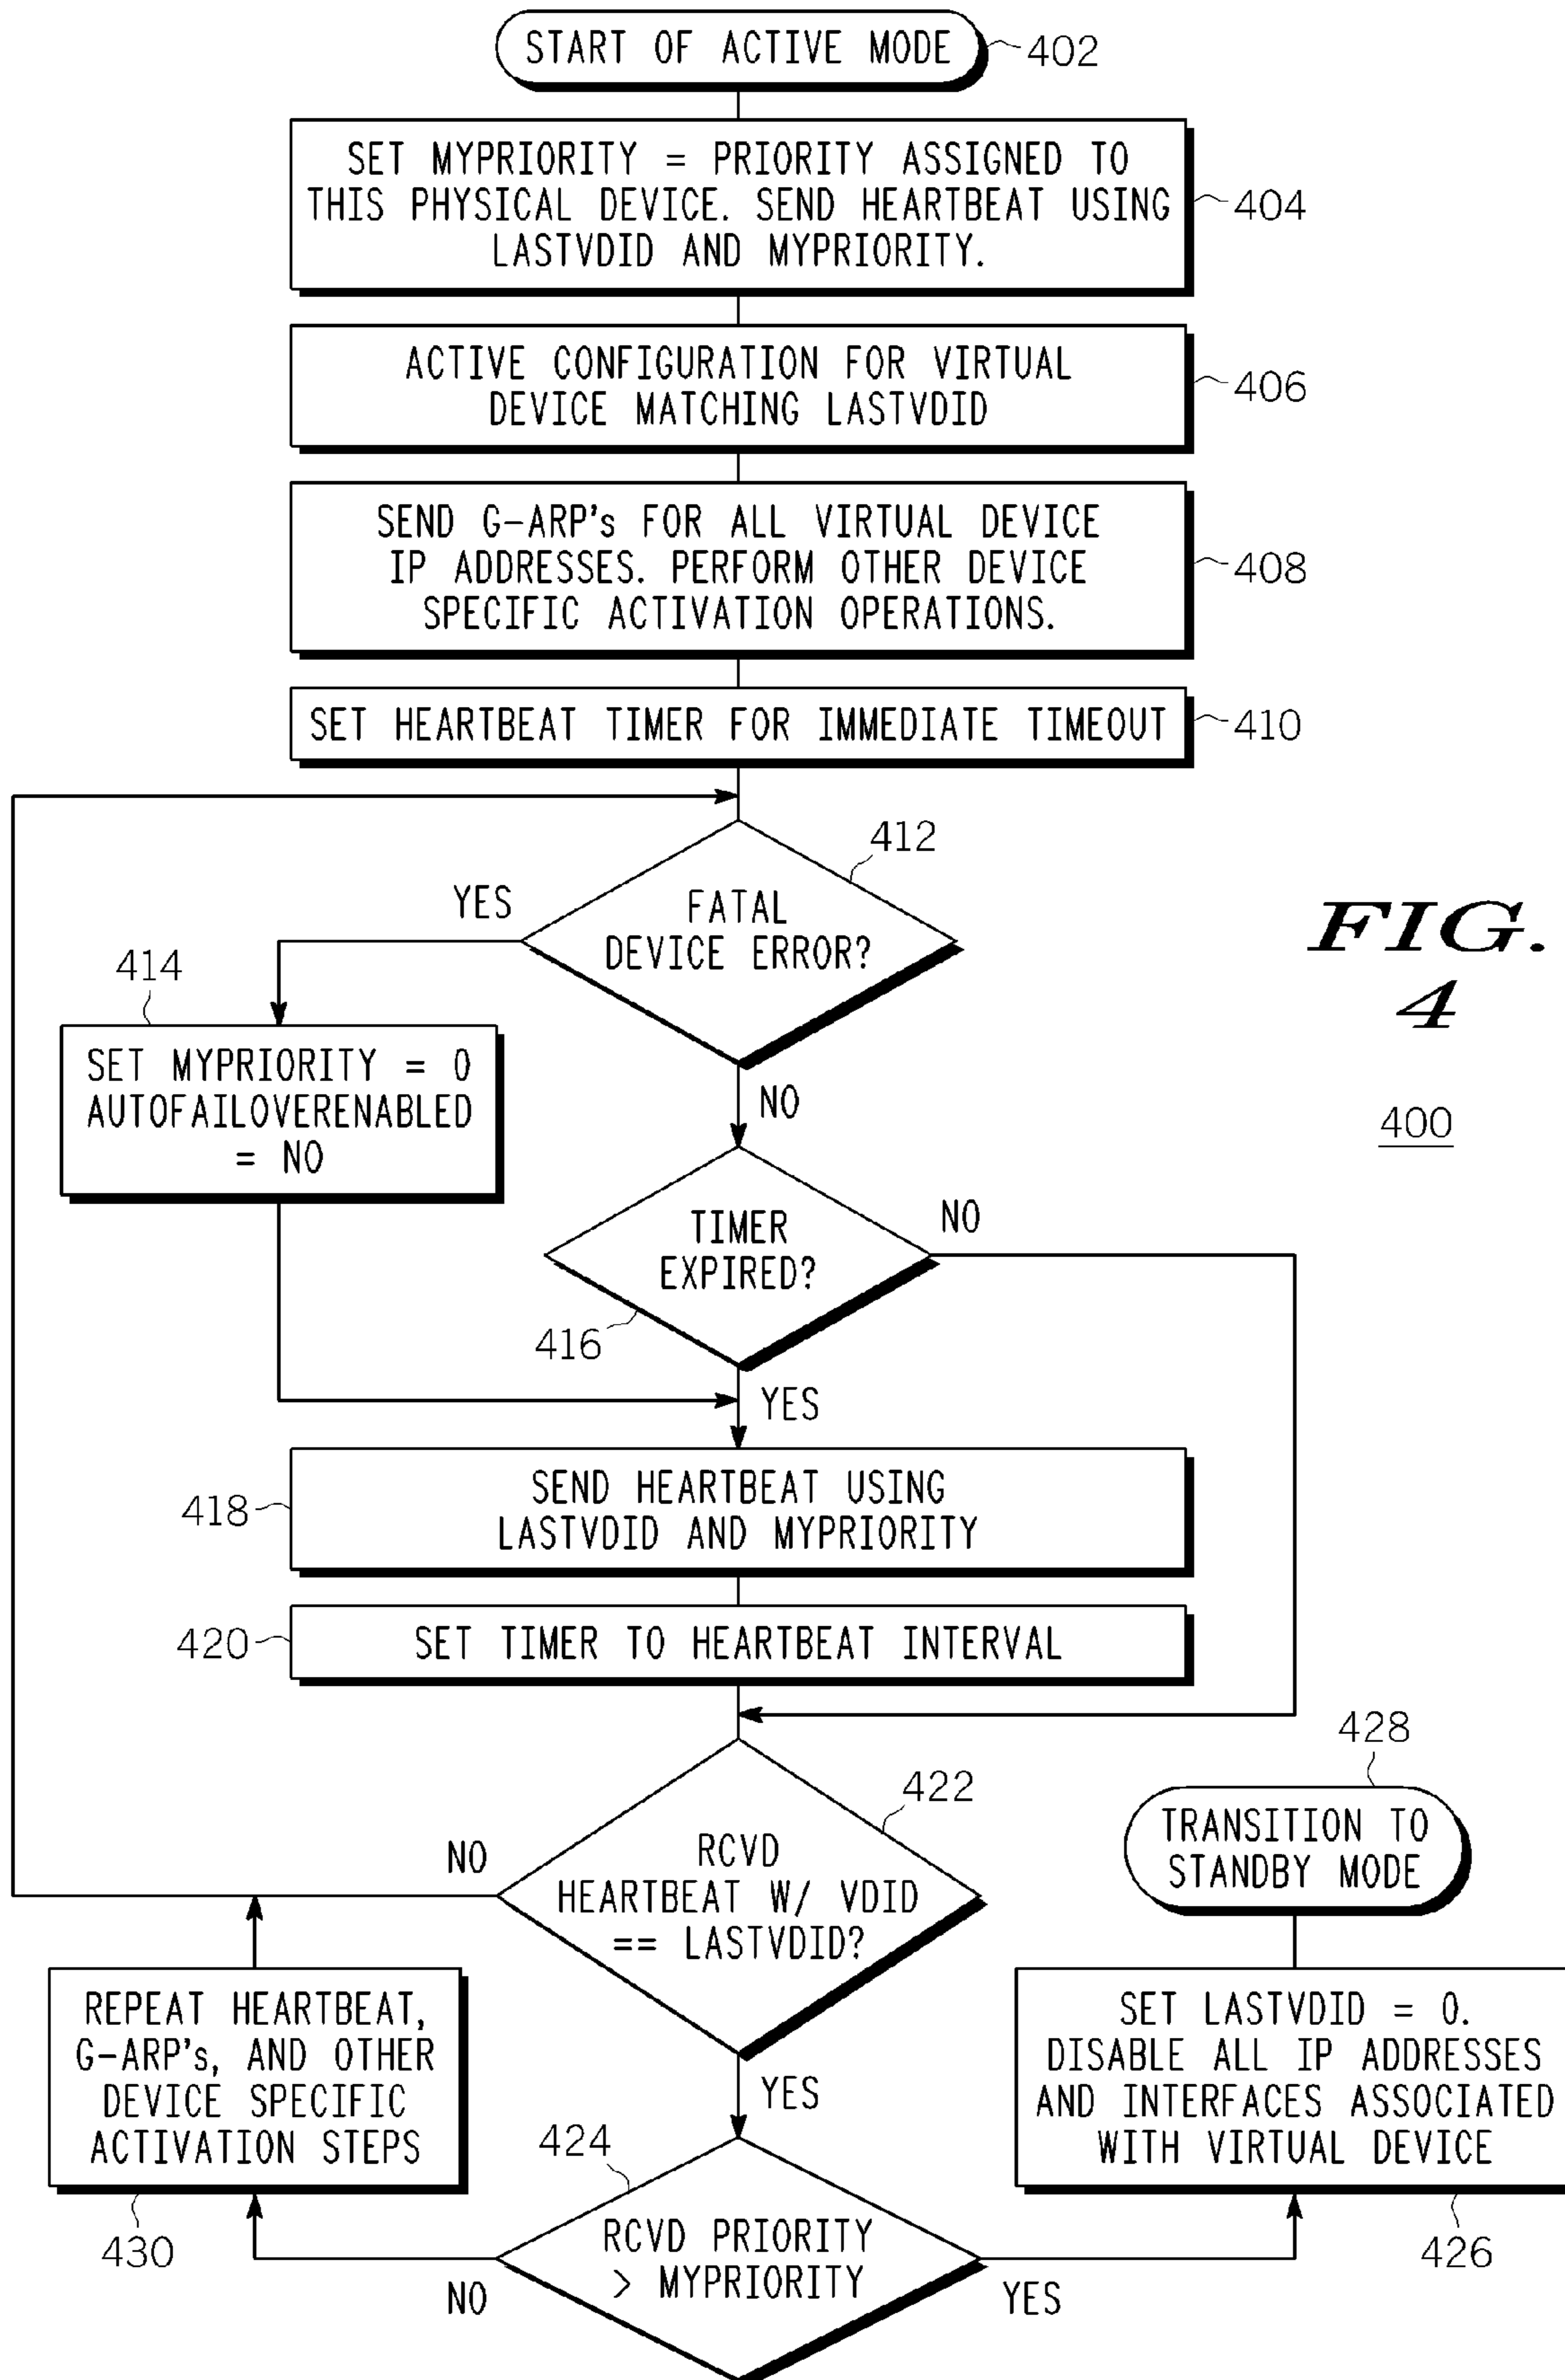 START OF ACTIVE MODE
402
SET MYPRIORITY = PRIORITY ASSIGNED TO
THIS PHYSICAL DEVICE. SEND HEARTBEAT USING
LASTVDID AND MYPRIORITY.
404
ACTIVE CONFIGURATION FOR VIRTUAL
DEVICE MATCHING LASTVDID
406
SEND G-ARP's FOR ALL VIRTUAL DEVICE
IP ADDRESSES. PERFORM OTHER DEVICE
SPECIFIC ACTIVATION OPERATIONS.
408
SET HEARTBEAT TIMER FOR IMMEDIATE TIMEOUT
410
412
YES
FATAL
DEVICE ERROR?
FIG.
4
400
414
SET MYPRIORITY = 0
AUTOFAILOVERENABLED
= NO
NO
TIMER
EXPIRED?
NO
416
YES
SEND HEARTBEAT USING
LASTVDID AND MYPRIORITY
418
SET TIMER TO HEARTBEAT INTERVAL
420
422
NO
RCVD
HEARTBEAT W/ VDID
== LASTVDID?
428
TRANSITION TO
STANDBY MODE
REPEAT HEARTBEAT,
G-ARP's, AND OTHER
DEVICE SPECIFIC
ACTIVATION STEPS
430
YES
SET LASTVDID = 0.
DISABLE ALL IP ADDRESSES
AND INTERFACES ASSOCIATED
WITH VIRTUAL DEVICE
426
424
RCVD PRIORITY
> MYPRIORITY
NO
YES